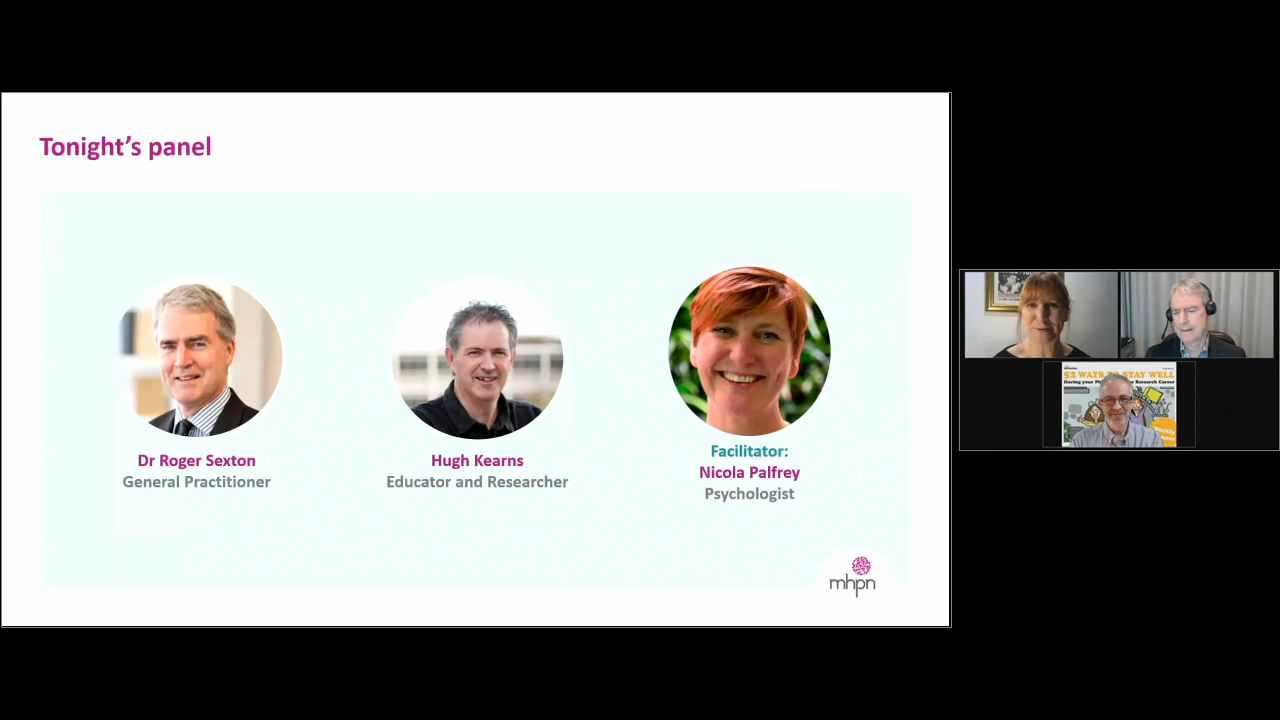 Tonight's panel
Dr Roger Sexton
General Practitioner
Hugh Kearns
Educator and Researcher
Facilitator:
Nicola Palfrey
Psychologist
mhpn
52 WAYS TO STAY WELL